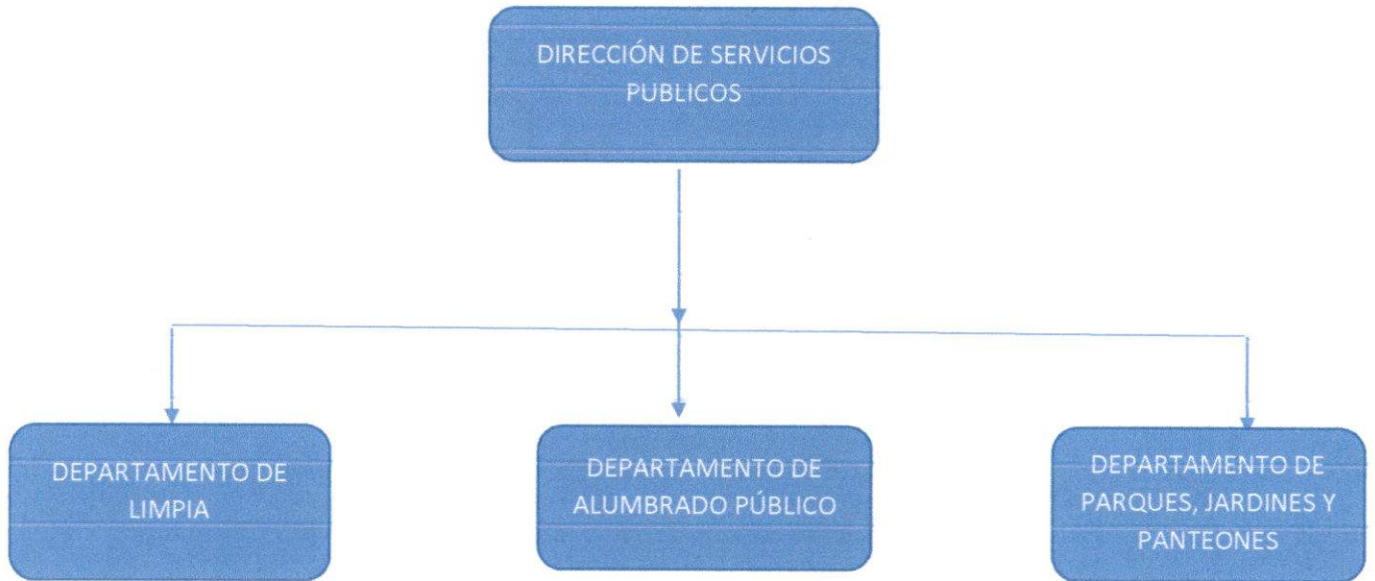 DIRECCIÓN DE SERVICIOS
PUBLICOS
DEPARTAMENTO DE
LIMPIA
DEPARTAMENTO DE
ALUMBRADO PÚBLICO
DEPARTAMENTO DE
PARQUES, JARDINES Y
PANTEONES